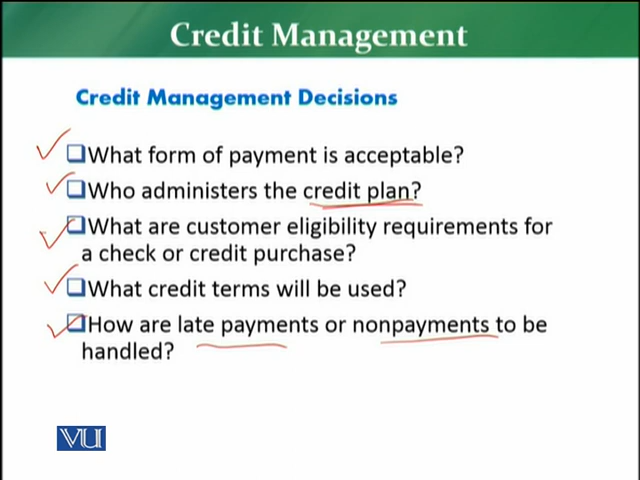 Credit Management
Credit Management Decisions
What form of payment is acceptable?
Who administers the credit plan?
What are customer eligibility requirements for
a check or credit purchase?
What credit terms will be used?
How are late payments or nonpayments to be
handled?
VU